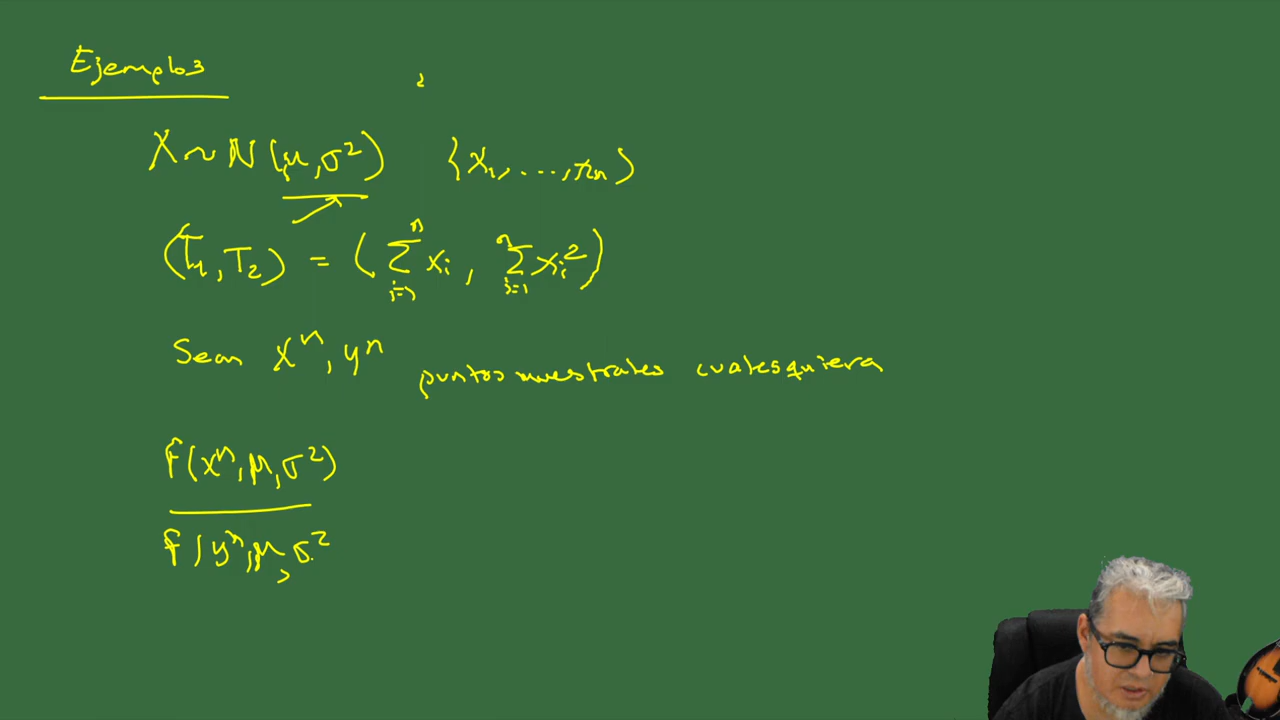 Ejemplo 3
X ~ N(μ, σ²) {x₁, ..., xₙ}
(T₁, T₂) = (∑ᵢ₌₁ⁿ xᵢ, ∑ᵢ₌₁ⁿ xᵢ²)
Sean xⁿ, yⁿ puntos muestrales cualesquiera
f(xⁿ, μ, σ²)
f(yⁿ, μ, σ²